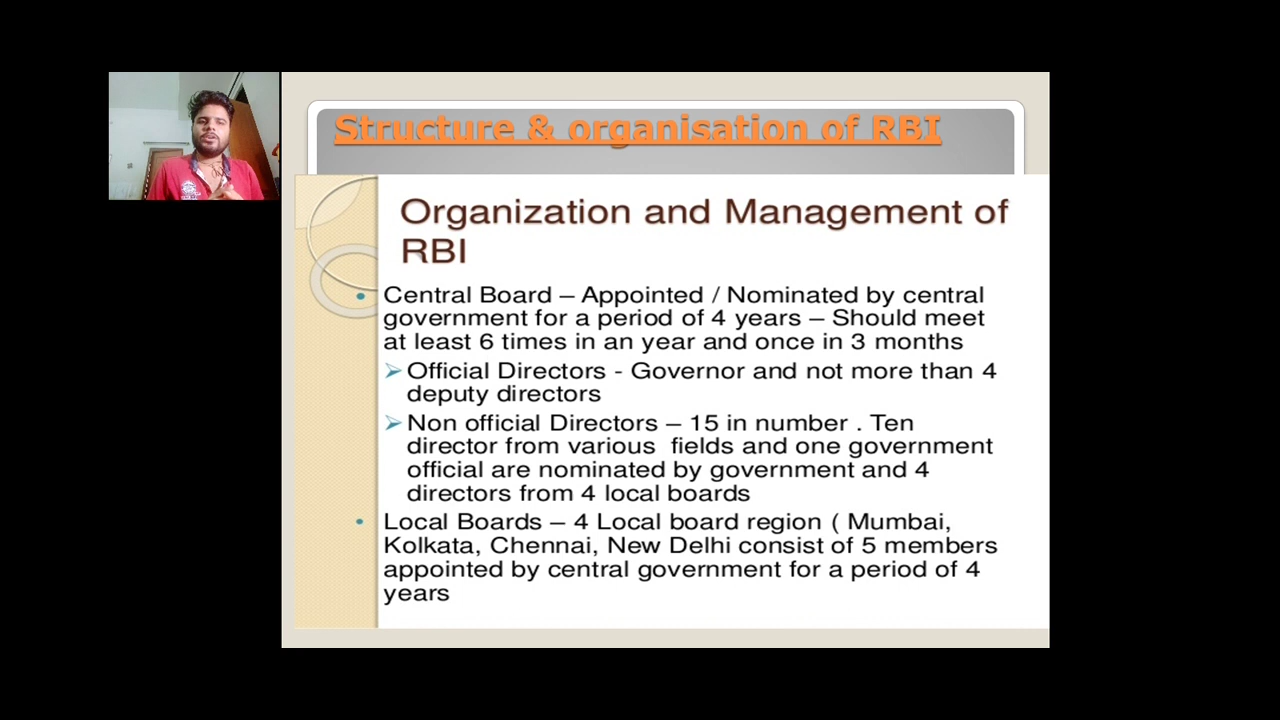 Structure & organisation of RBI
Organization and Management of
RBI
Central Board – Appointed / Nominated by central
government for a period of 4 years – Should meet
at least 6 times in an year and once in 3 months
Official Directors - Governor and not more than 4
deputy directors
Non official Directors – 15 in number . Ten
director from various fields and one government
official are nominated by government and 4
directors from 4 local boards
Local Boards – 4 Local board region ( Mumbai,
Kolkata, Chennai, New Delhi consist of 5 members
appointed by central government for a period of 4
years